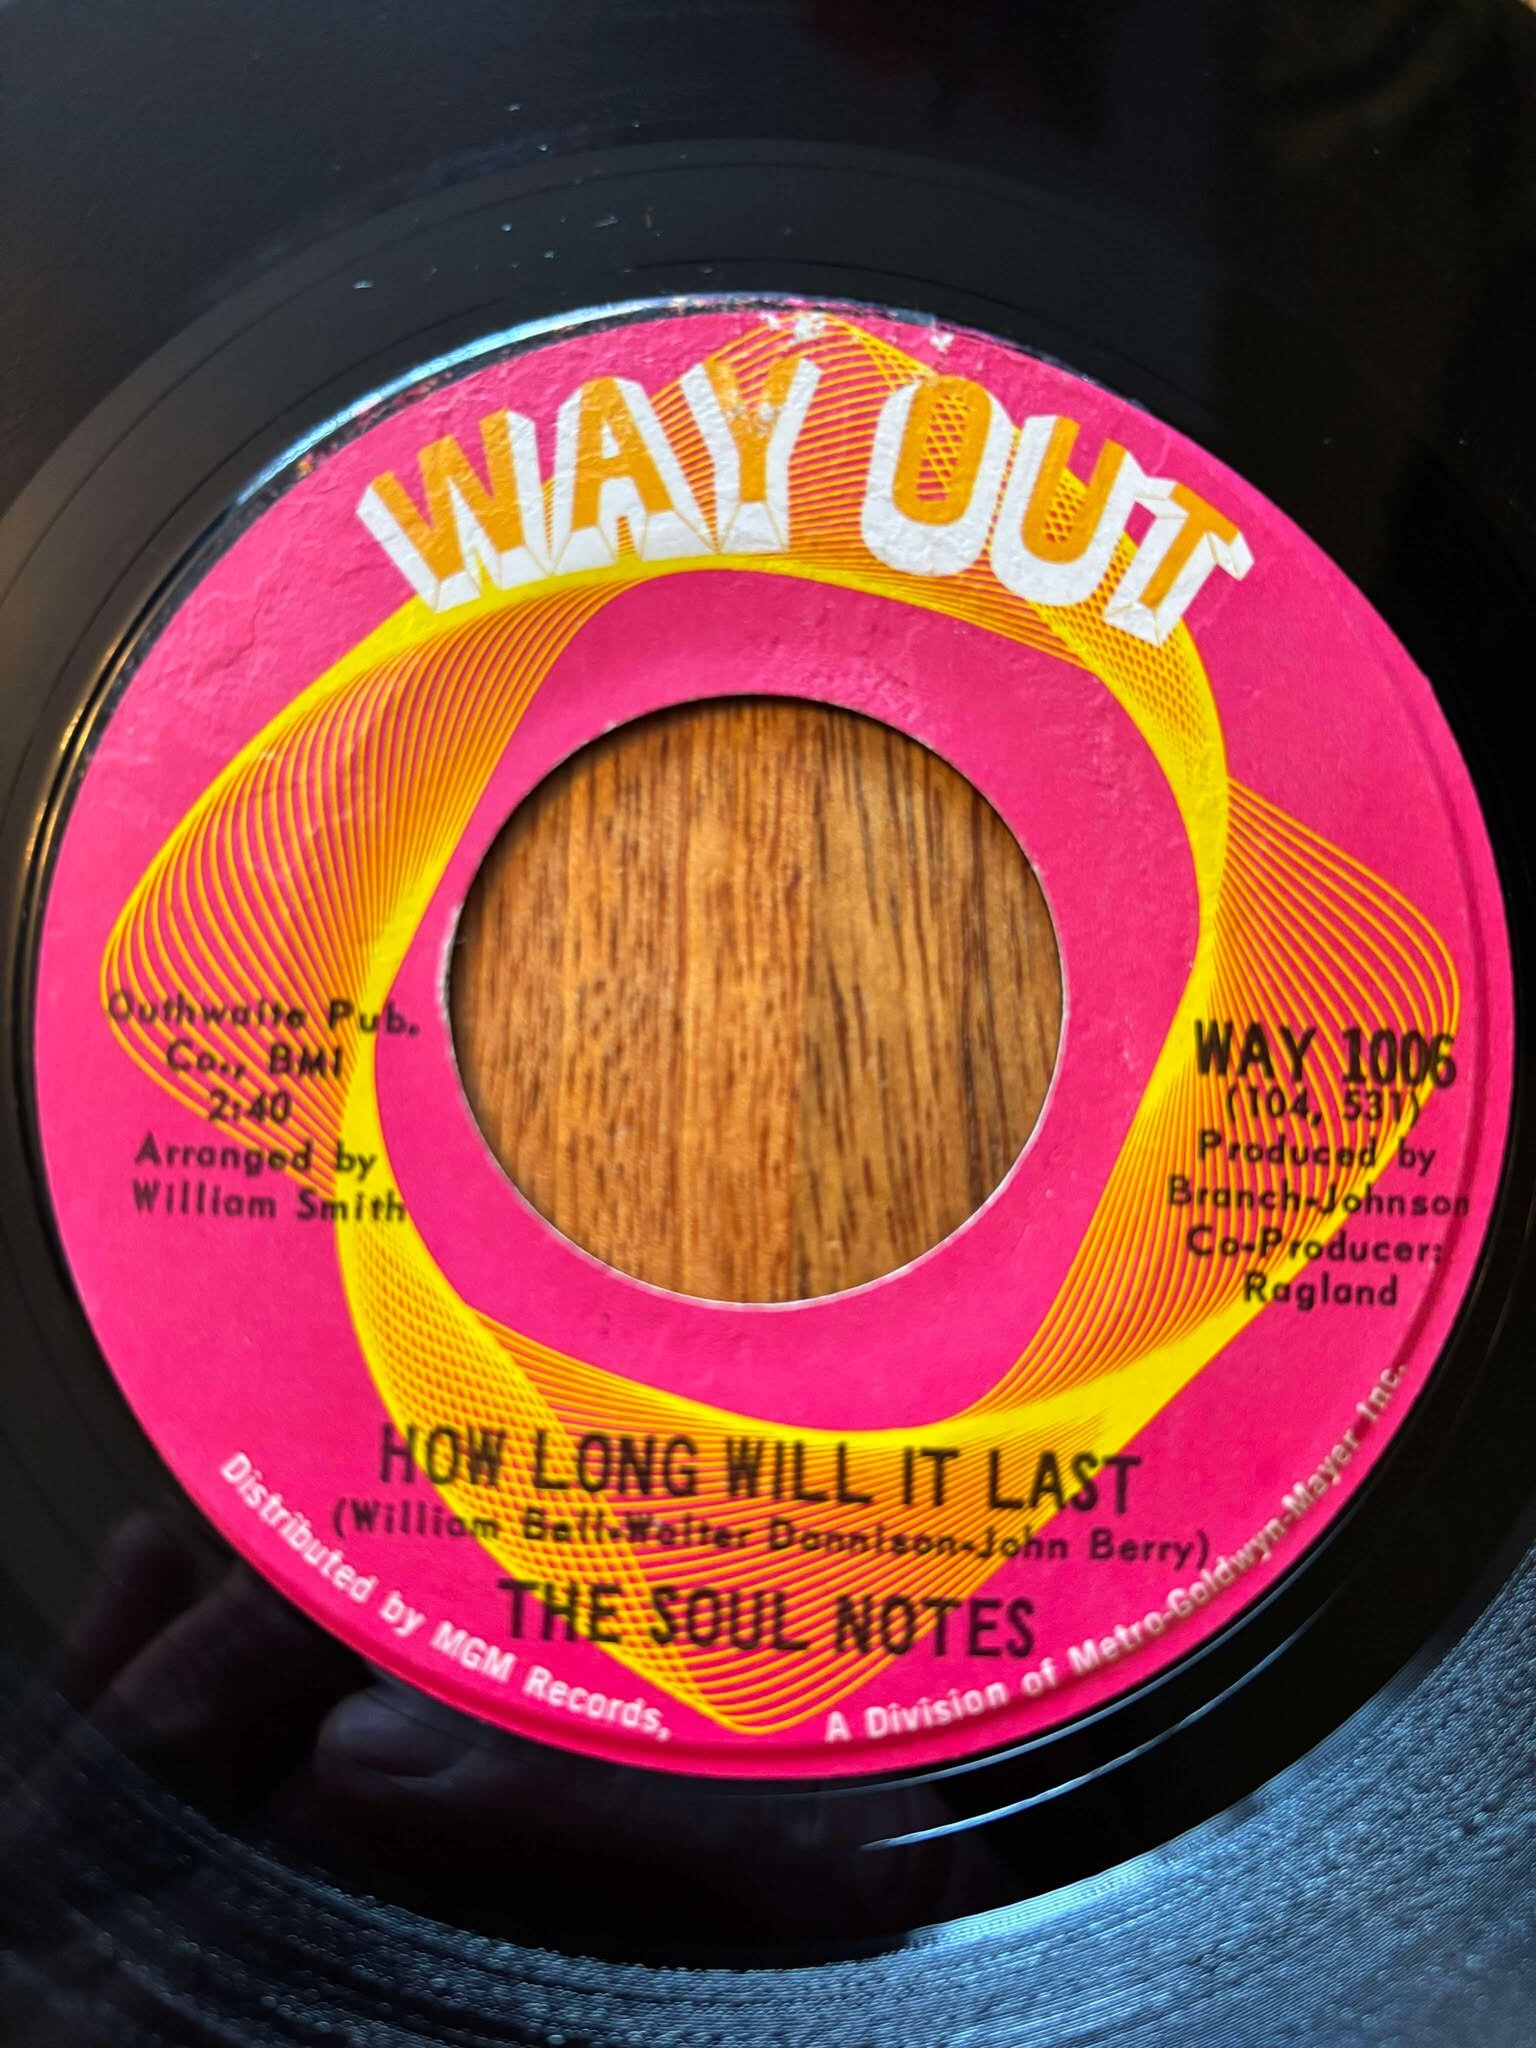 WAY OUT
Outhwaite Pub.
Co., BMI
2:40
Arranged by
William Smith
WAY 1006
(104, 531)
Produced by
Branch-Johnson
Co-Producer:
Ragland
HOW LONG WILL IT LAST
(William Bell-Walter Dannison-John Berry)
THE SOUL NOTES
Distributed by MGM Records, A Division of Metro-Goldwyn-Mayer Inc.